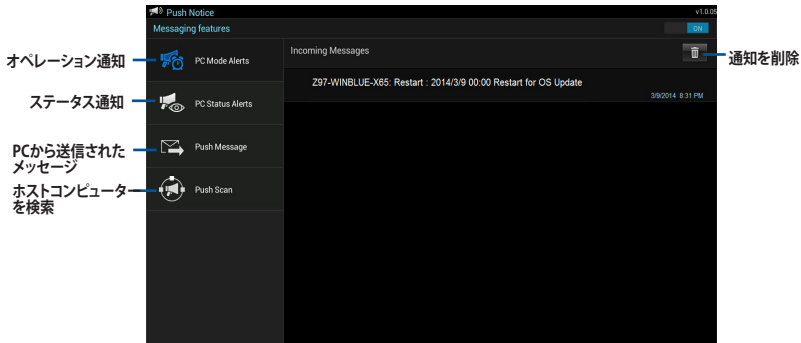 Push Notice
v1.0.05
Messaging features
ON
オペレーション通知
PC Mode Alerts
Incoming Messages
通知を削除
Z97-WINBLUE-X65: Restart : 2014/3/9 00:00 Restart for OS Update
3/9/2014 8:31 PM
ステータス通知
PC Status Alerts
PCから送信された
メッセージ
Push Message
ホストコンピューター
を検索
Push Scan